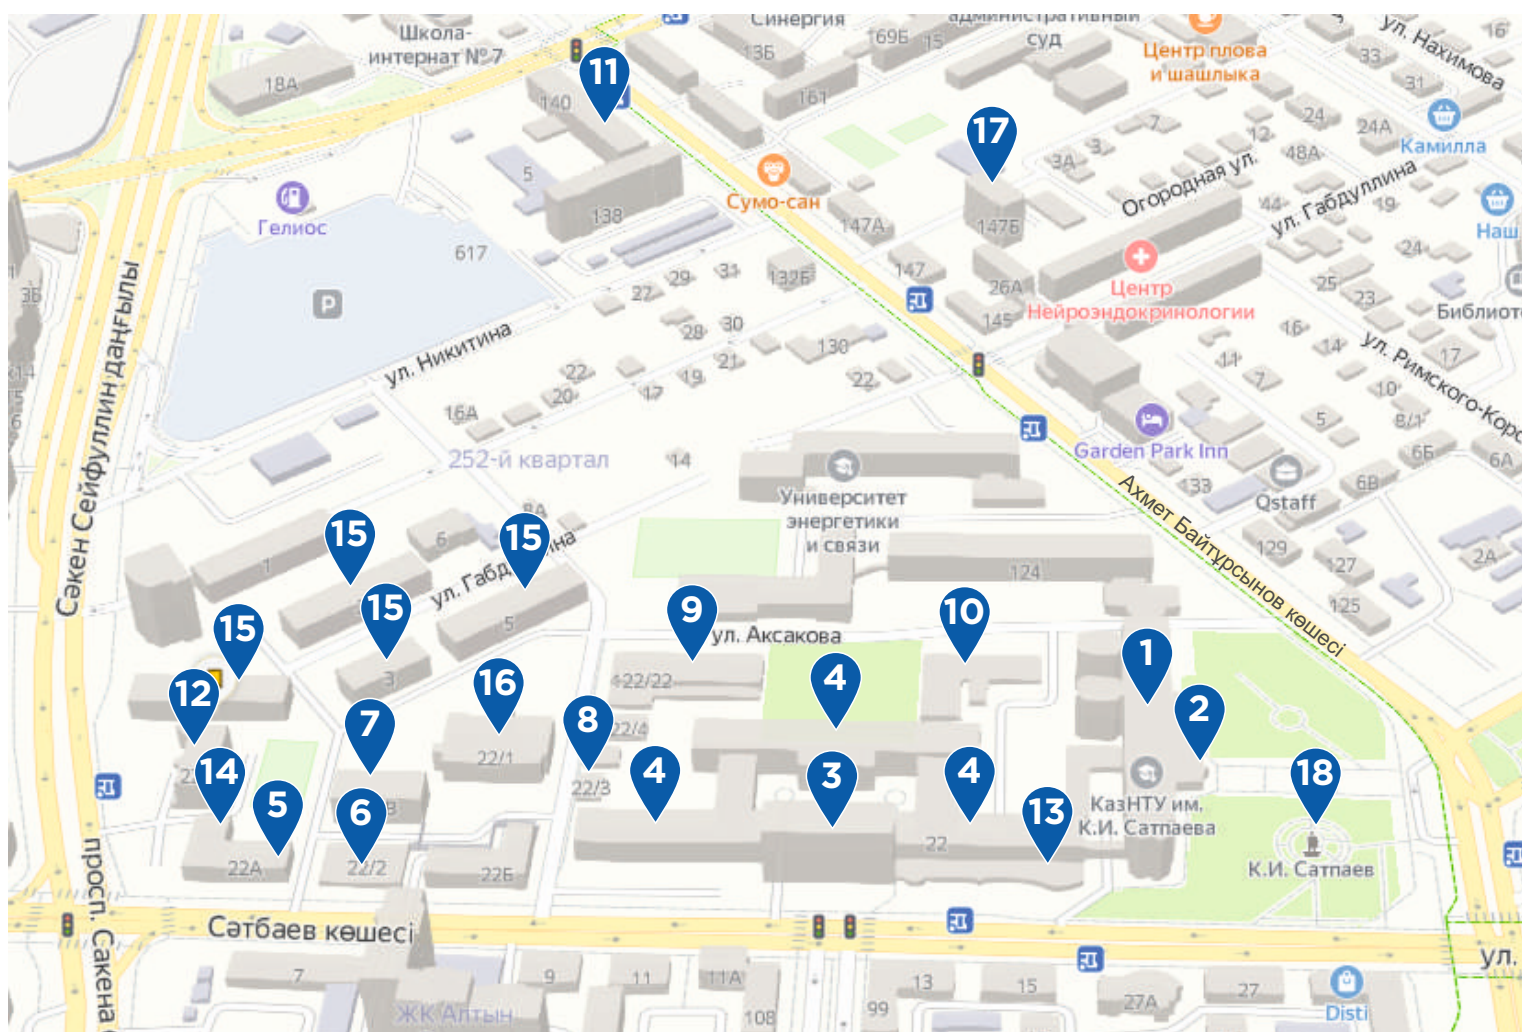 Школа-
интернат №7
Синергия
административный
суд
Центр плова
и шашлыка
ул. Нахимова
16
33
31
13Б
169Б
15
18А
11
140
161
17
24
24А
Камилла
7
12
3
3А
48А
5
Гелиос
Сумо-сан
Огородная ул.
ул. Габдуллина
138
147А
147Б
44
19
Наш
617
24
29
31
132Б
147
26А
Центр
Нейроэндокринологии
25
23
Библиот
3Б
P
27
28
30
145
16
14
17
ул. Римского-Корс
Сәкен Сейфуллин даңғылы
ул. Никитина
22
21
130
19
22
11
7
10
20
17
16А
5
8/1
Garden Park Inn
252-й квартал
14
6Б
6А
6В
133
Qstaff
Университет
энергетики
и связи
Ахмет Байтұрсынов көшесі
8А
15
6
15
1
129
127
2А
124
ул. Габд
на
125
15
5
9
ул. Аксакова
10
15
3
1
12
16
4
22/22
2
7
8
22/4
22/1
14
4
3
4
18
22/3
5
6
13
КазНТУ им.
К.И. Сатпаева
22
22А
22/2
22Б
К.И. Сатпаев
просп. Сакена
Сәтбаев көшесі
ул.
7
9
11
11А
13
15
27А
27
99
108
ЖК Алтын
Disti